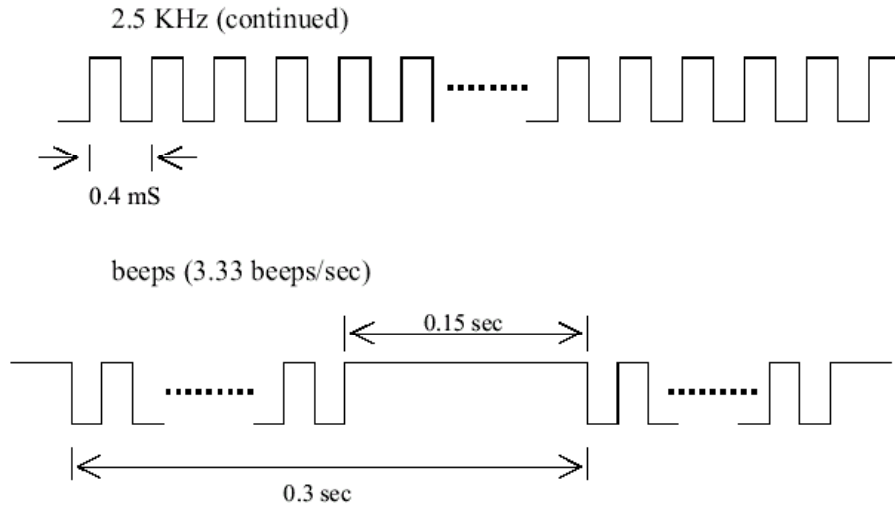 2.5 KHz (continued)
0.4 mS
beeps (3.33 beeps/sec)
0.15 sec
0.3 sec